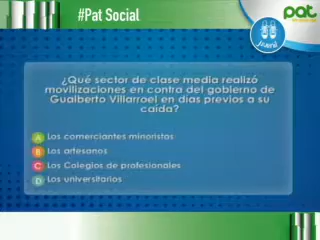 #Pat Social
pat
juvenil
¿Qué sector de clase media realizó
movilizaciones en contra del gobierno de
Gualberto Villarroel en días previos a su
caída?
A Los comerciantes minoristas
B Los artesanos
C Los Colegios de profesionales
D Los universitarios